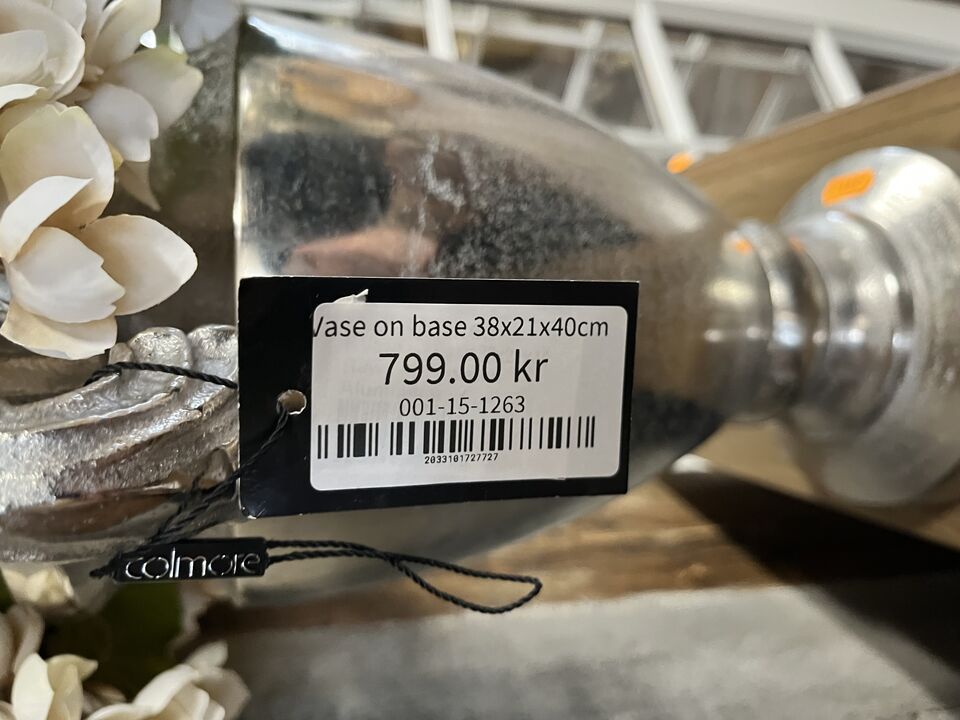 Vase on base 38x21x40cm
799.00 kr
001-15-1263
2033101727727
colmore